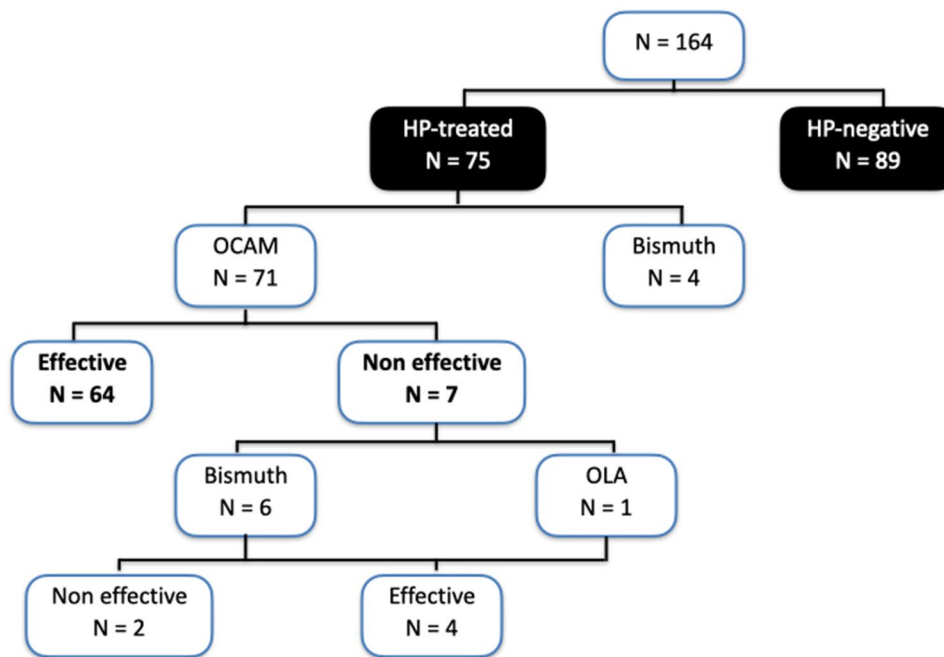 N = 164
HP-treated
N = 75
HP-negative
N = 89
OCAM
N = 71
Bismuth
N = 4
Effective
N = 64
Non effective
N = 7
Bismuth
N = 6
OLA
N = 1
Non effective
N = 2
Effective
N = 4